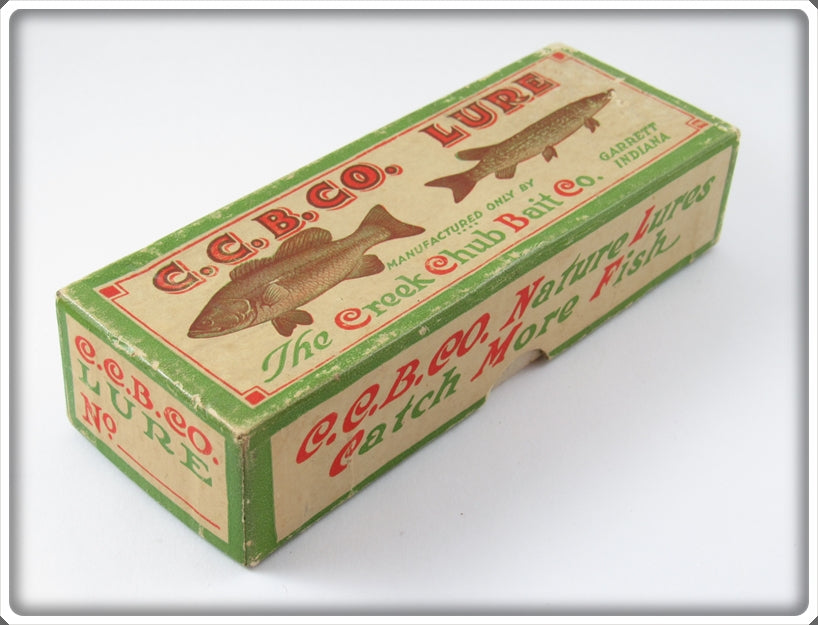 C.C.B.CO. LURE
MANUFACTURED ONLY BY
The Creek Chub Bait Co.
GARRETT
INDIANA
C.C.B.CO. Nature Lures
Catch More Fish
C.C.B.CO.
LURE
No